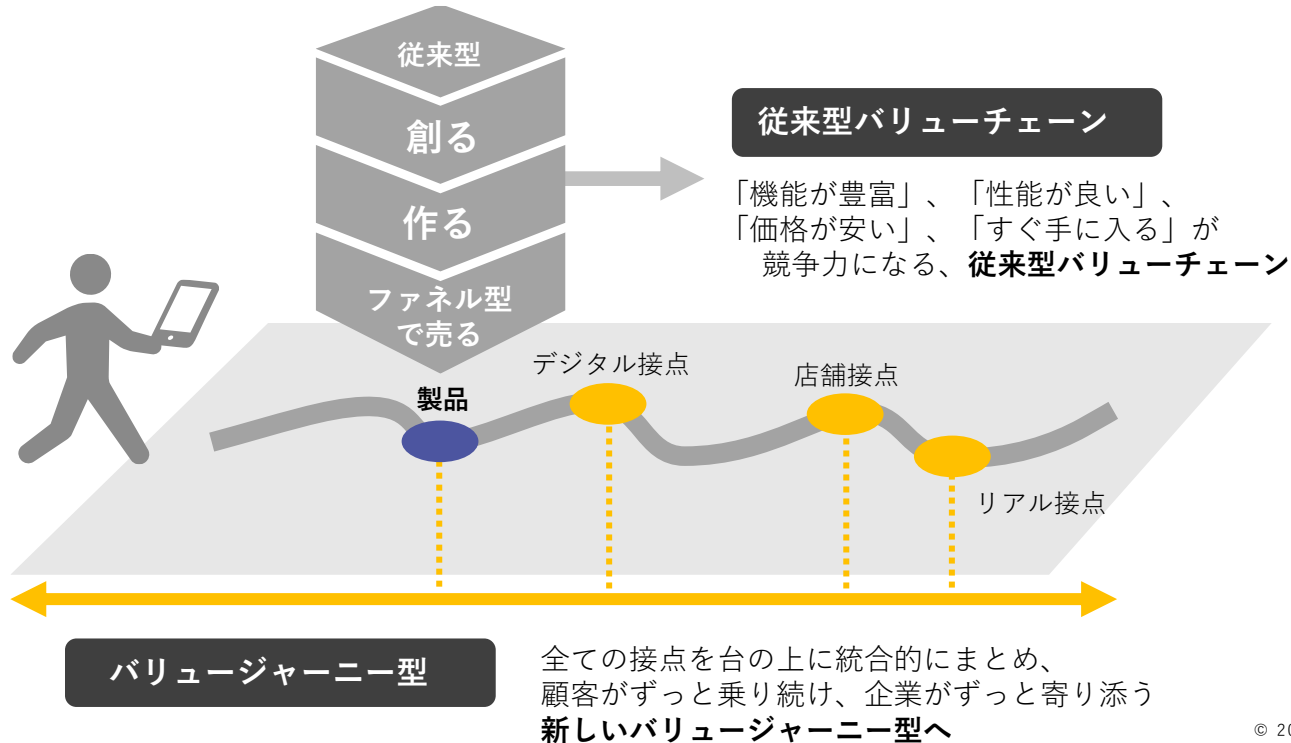 従来型
創る
作る
ファネル型
で売る
従来型バリューチェーン
「機能が豊富」、「性能が良い」、
「価格が安い」、「すぐ手に入る」が
競争力になる、従来型バリューチェーン
製品
デジタル接点
店舗接点
リアル接点
バリュージャーニー型
全ての接点を台の上に統合的にまとめ、
顧客がずっと乗り続け、企業がずっと寄り添う
新しいバリュージャーニー型へ
© 20